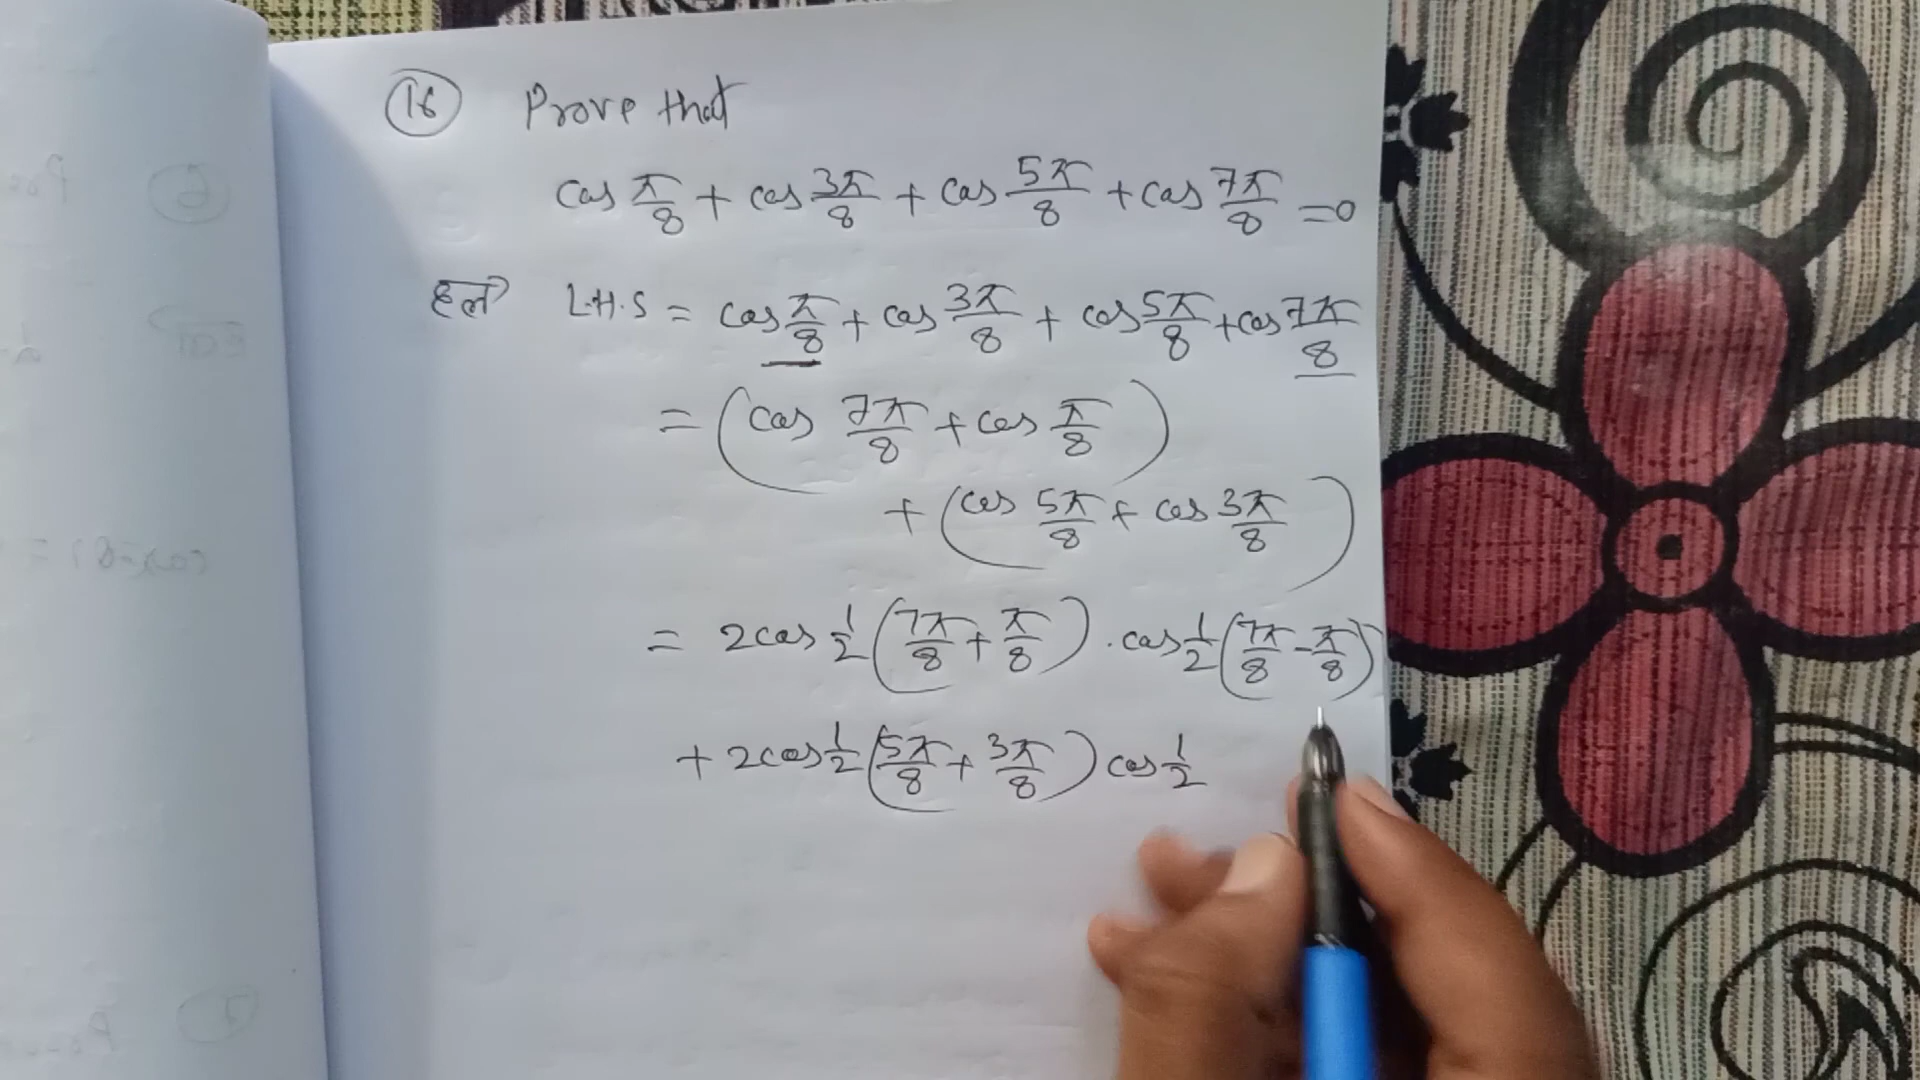 16 Prove that
cos π/8 + cos 3π/8 + cos 5π/8 + cos 7π/8 = 0
हल L.H.S = cos π/8 + cos 3π/8 + cos 5π/8 + cos 7π/8
= (cos 7π/8 + cos π/8)
+ (cos 5π/8 + cos 3π/8)
= 2cos 1/2 (7π/8 + π/8) . cos 1/2 (7π/8 - π/8)
+ 2cos 1/2 (5π/8 + 3π/8) cos 1/2